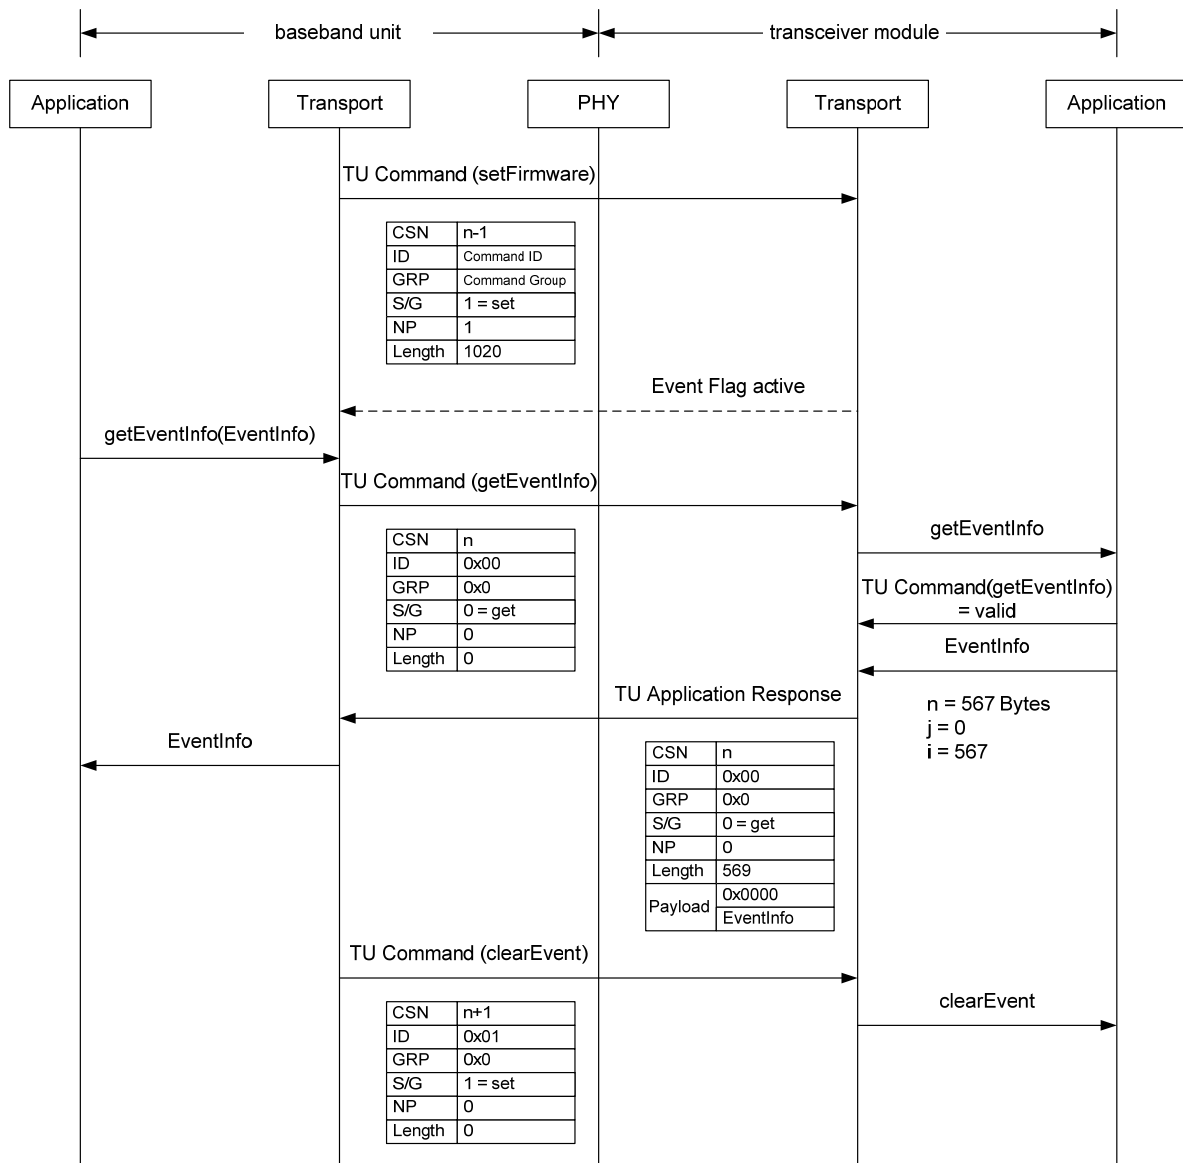 baseband unit
transceiver module
Application
Transport
PHY
Transport
Application
TU Command (setFirmware)
CSN n-1
ID Command ID
GRP Command Group
S/G 1 = set
NP 1
Length 1020
Event Flag active
getEventInfo(EventInfo)
TU Command (getEventInfo)
CSN n
ID 0x00
GRP 0x0
S/G 0 = get
NP 0
Length 0
getEventInfo
TU Command(getEventInfo)
= valid
EventInfo
TU Application Response
n = 567 Bytes
j = 0
i = 567
EventInfo
CSN n
ID 0x00
GRP 0x0
S/G 0 = get
NP 0
Length 569
Payload 0x0000
EventInfo
TU Command (clearEvent)
clearEvent
CSN n+1
ID 0x01
GRP 0x0
S/G 1 = set
NP 0
Length 0